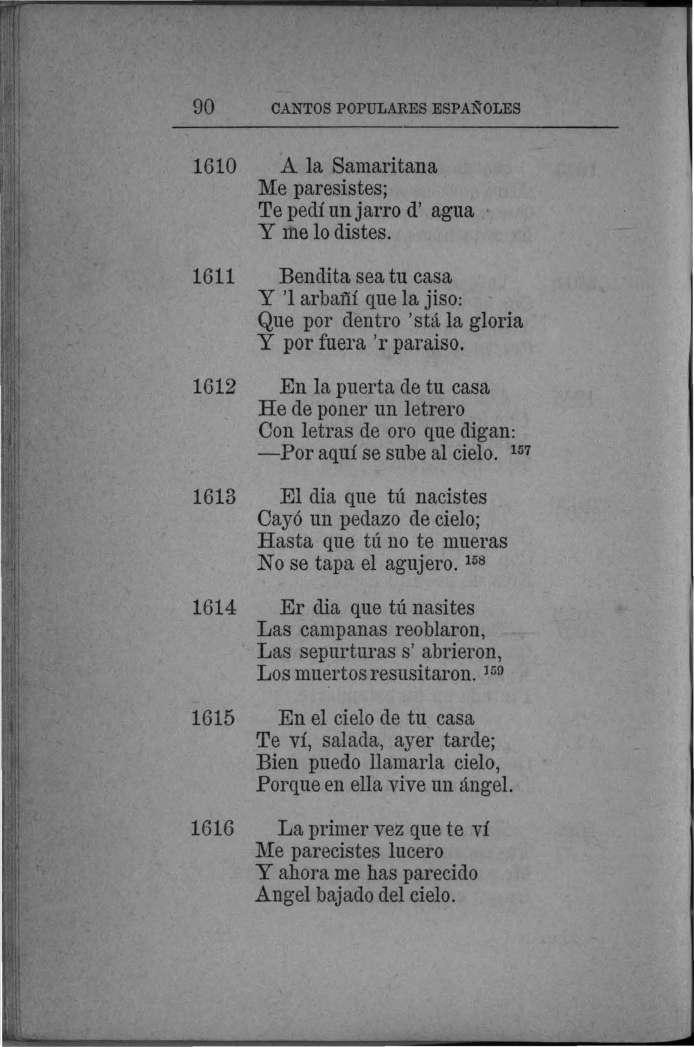 90 CANTOS POPULARES ESPAÑOLES
1610 A la Samaritana
Me paresistes;
Te pedí un jarro d' agua
Y me lo distes.
1611 Bendita sea tu casa
Y 'l arbañí que la jiso:
Que por dentro 'stá la gloria
Y por fuera 'r paraiso.
1612 En la puerta de tu casa
He de poner un letrero
Con letras de oro que digan:
—Por aquí se sube al cielo. 157
1613 El dia que tú nacistes
Cayó un pedazo de cielo;
Hasta que tú no te mueras
No se tapa el agujero. 158
1614 Er dia que tú nasites
Las campanas reoblaron,
Las sepurturas s' abrieron,
Los muertos resusitaron. 159
1615 En el cielo de tu casa
Te ví, salada, ayer tarde;
Bien puedo llamarla cielo,
Porque en ella vive un ángel.
1616 La primer vez que te ví
Me parecistes lucero
Y ahora me has parecido
Angel bajado del cielo.